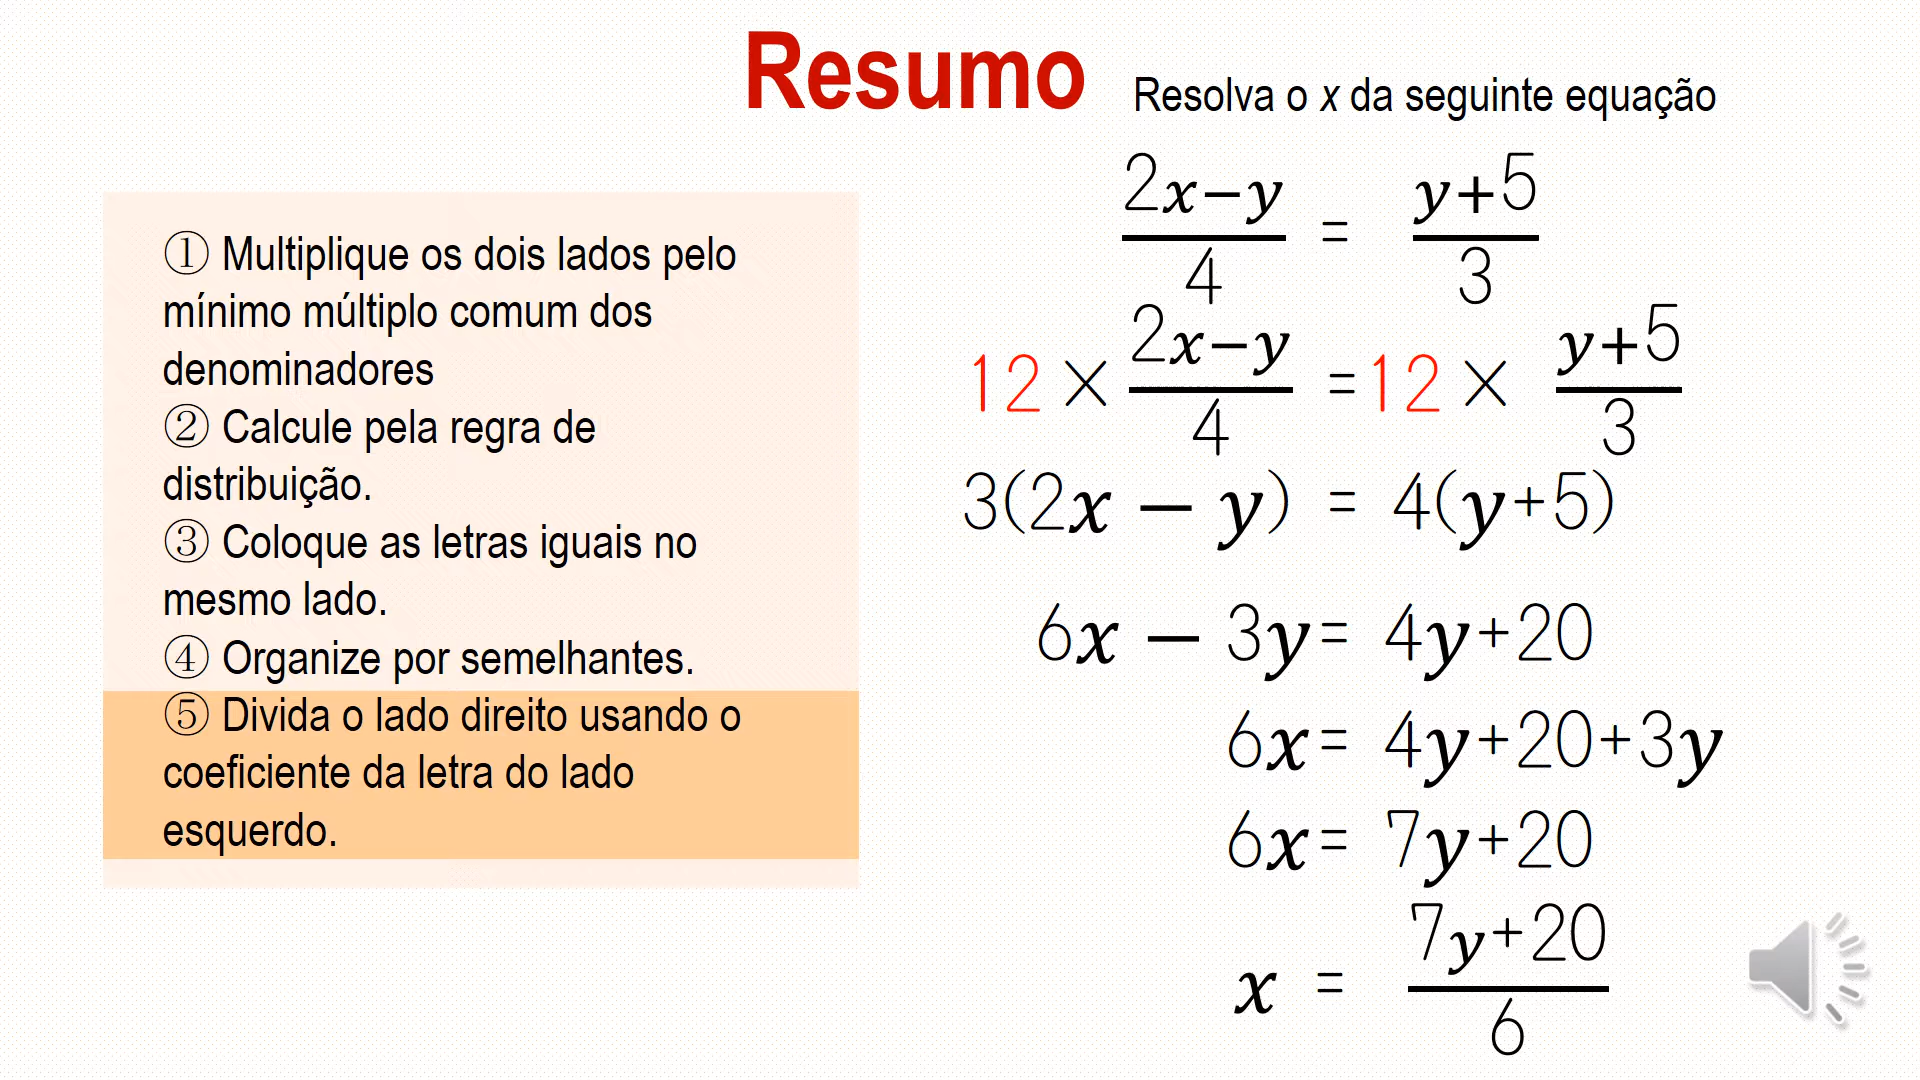 Resumo
Resolva o x da seguinte equação
① Multiplique os dois lados pelo
mínimo múltiplo comum dos
denominadores
② Calcule pela regra de
distribuição.
③ Coloque as letras iguais no
mesmo lado.
④ Organize por semelhantes.
⑤ Divida o lado direito usando o
coeficiente da letra do lado
esquerdo.
2x−y
= y+5
4
3
12 × 2x−y
4
= 12 × y+5
3
3(2x − y) = 4(y+5)
6x − 3y = 4y+20
6x = 4y+20+3y
6x = 7y+20
x = 7y+20
6